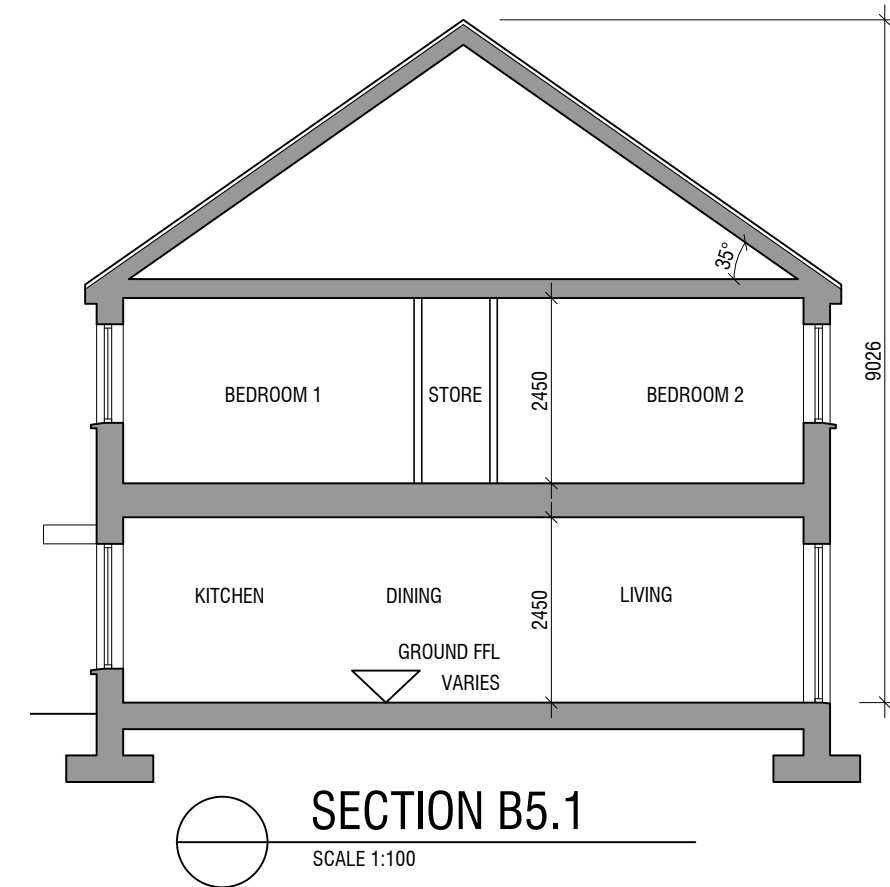 35°
9026
BEDROOM 1
STORE
2450
BEDROOM 2
KITCHEN
DINING
2450
LIVING
GROUND FFL
VARIES
SECTION B5.1
SCALE 1:100